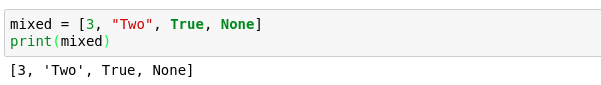 mixed = [3, "Two", True, None]
print(mixed)
[3, 'Two', True, None]